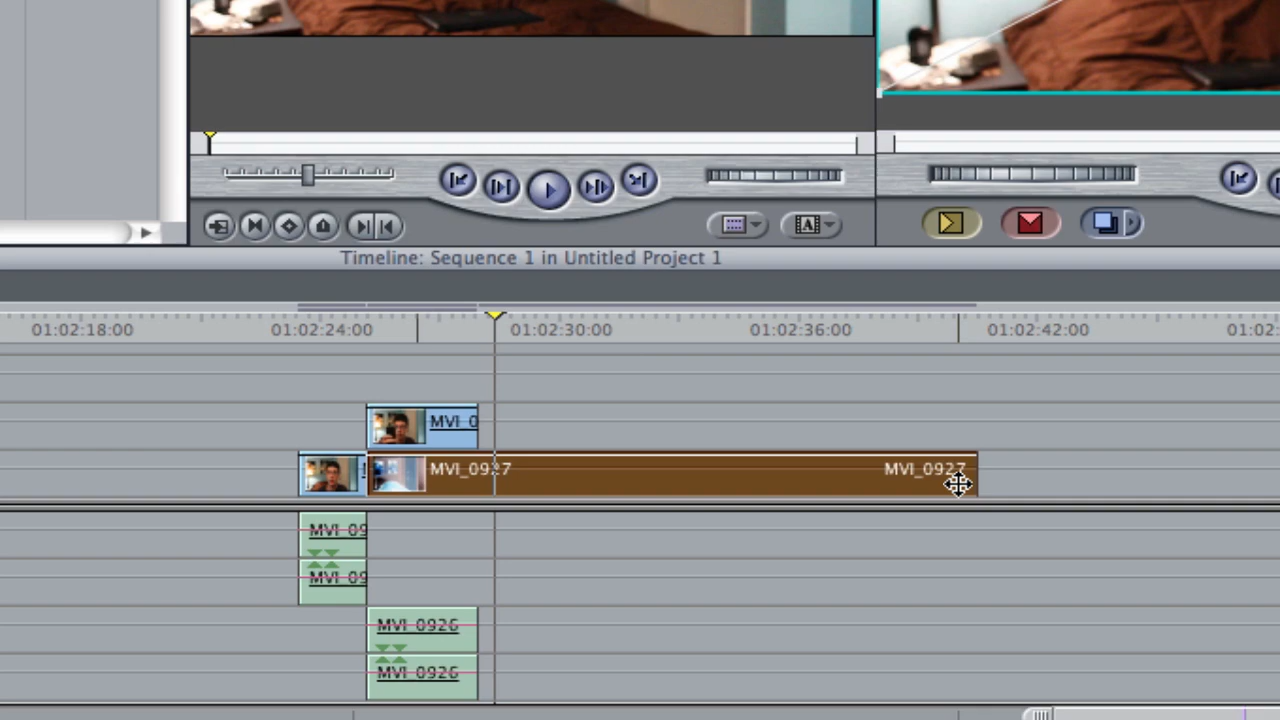 A
Timeline: Sequence 1 in Untitled Project 1
01:02:18:00 01:02:24:00 01:02:30:00 01:02:36:00 01:02:42:00 01:02:
MVI_0
MVI_0927 MVI_0927
MVI_09
MVI_09
MVI_0926
MVI_0926